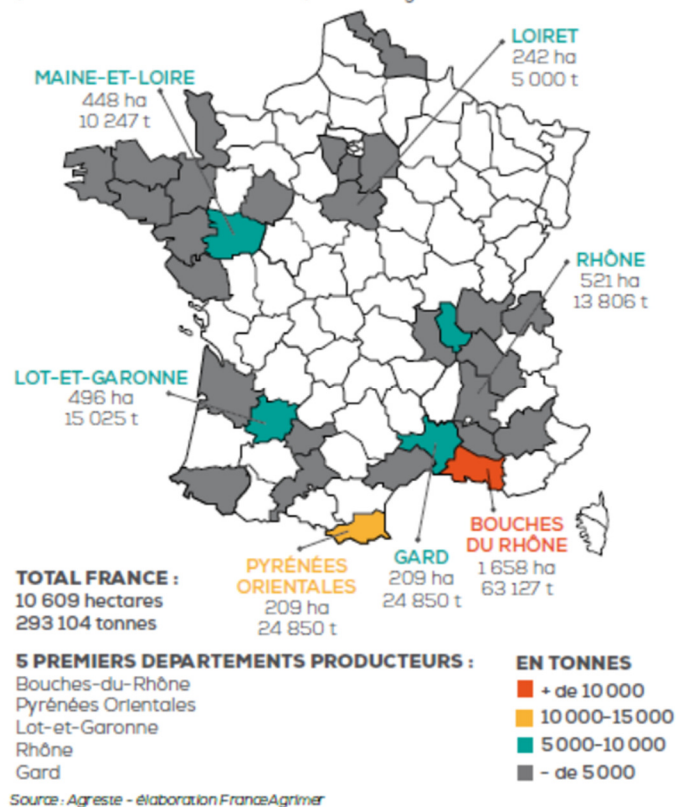 LOIRET
242 ha
5 000 t
MAINE-ET-LOIRE
448 ha
10 247 t
RHÔNE
521 ha
13 806 t
LOT-ET-GARONNE
496 ha
15 025 t
BOUCHES
DU RHÔNE
1 658 ha
63 127 t
GARD
209 ha
24 850 t
PYRÉNÉES
ORIENTALES
209 ha
24 850 t
TOTAL FRANCE :
10 609 hectares
293 104 tonnes
5 PREMIERS DEPARTEMENTS PRODUCTEURS :
Bouches-du-Rhône
Pyrénées Orientales
Lot-et-Garonne
Rhône
Gard
EN TONNES
+ de 10 000
10 000-15 000
5 000-10 000
- de 5 000
Source : Agreste - élaboration FranceAgrimer